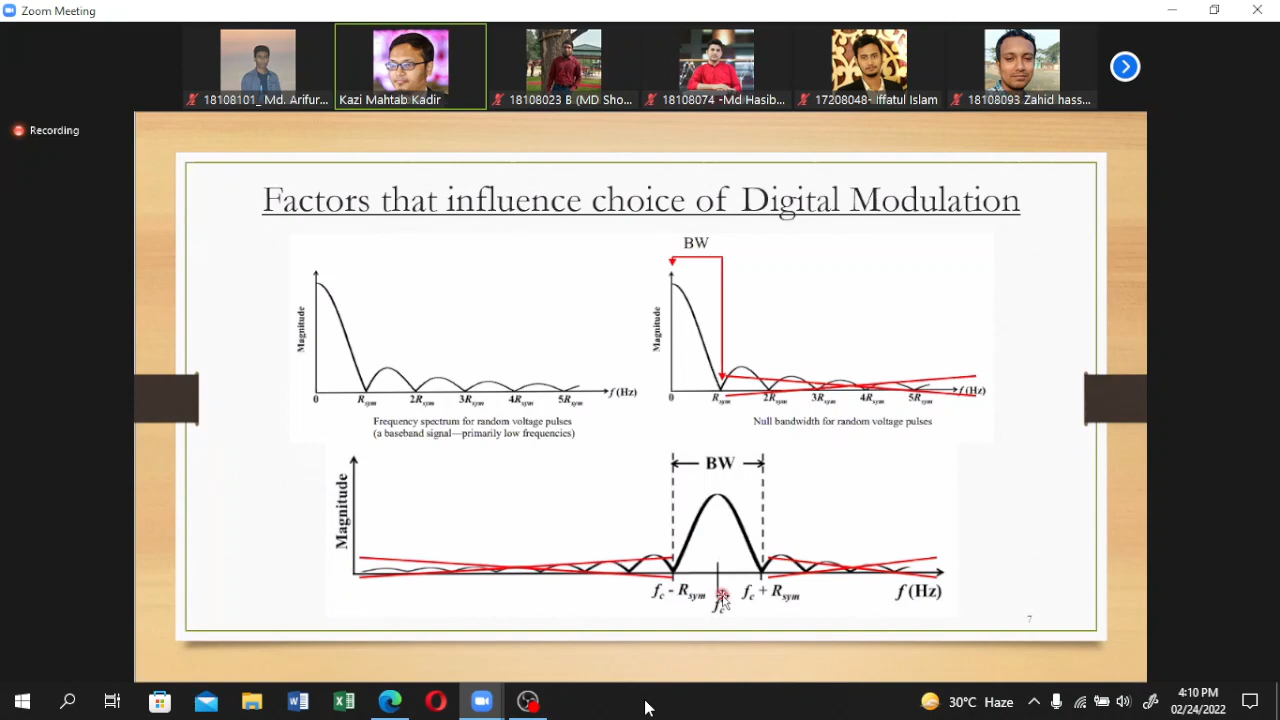 Zoom Meeting
18108101_ Md. Arifur...
Kazi Mahtab Kadir
18108023 B (MD Sho...
18108074 -Md Hasib...
17208048- Iffatul Islam
18108093 Zahid hass...
Recording
Factors that influence choice of Digital Modulation
BW
Magnitude
0 Rsym 2Rsym 3Rsym 4Rsym 5Rsym f(Hz)
Frequency spectrum for random voltage pulses
(a baseband signal—primarily low frequencies)
Magnitude
0 Rsym 2Rsym 3Rsym 4Rsym 5Rsym f(Hz)
Null bandwidth for random voltage pulses
BW
Magnitude
fc - Rsym fc fc + Rsym f(Hz)
7
30°C Haze
4:10 PM
02/24/2022